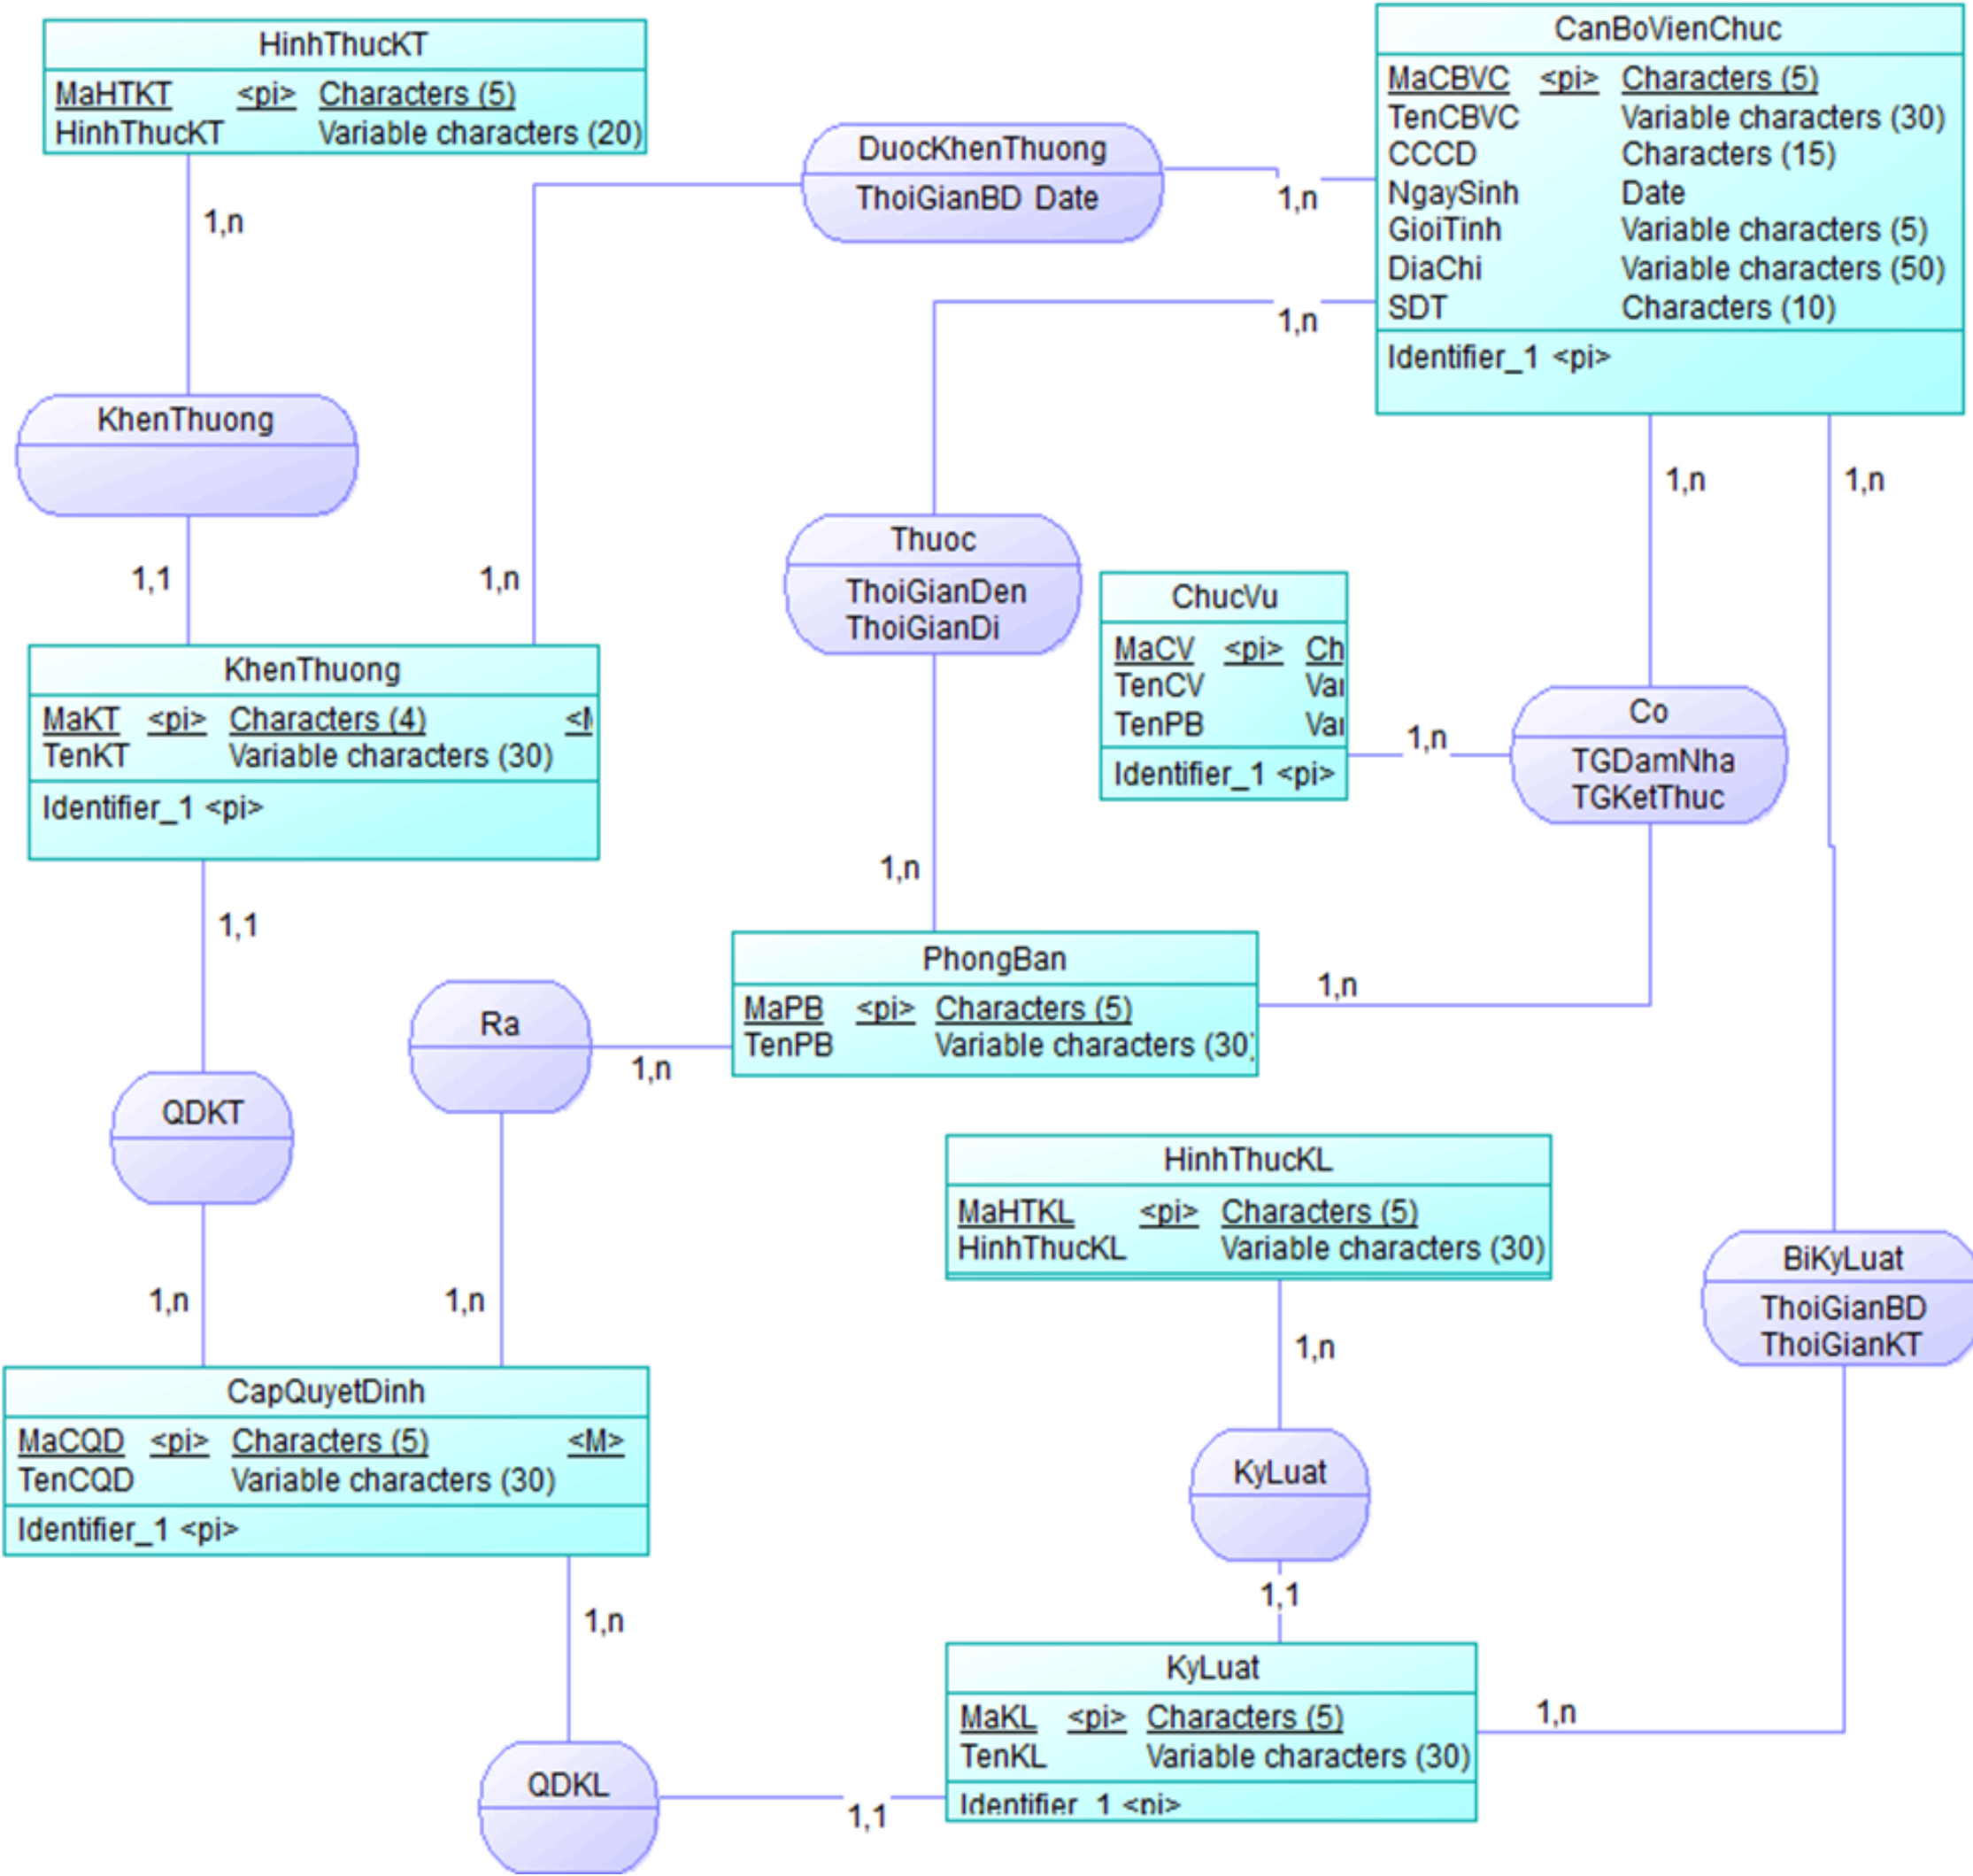 HinhThucKT
MaHTKT <pi> Characters (5)
HinhThucKT Variable characters (20)
CanBoVienChuc
MaCBVC <pi> Characters (5)
TenCBVC Variable characters (30)
CCCD Characters (15)
NgaySinh Date
GioiTinh Variable characters (5)
DiaChi Variable characters (50)
SDT Characters (10)
Identifier_1 <pi>
DuocKhenThuong
ThoiGianBD Date
1,n
1,n
1,n
KhenThuong
1,n
1,n
Thuoc
ThoiGianDen
ThoiGianDi
1,1
1,n
ChucVu
MaCV <pi> Ch
TenCV Var
TenPB Var
Identifier_1 <pi>
KhenThuong
MaKT <pi> Characters (4)
TenKT Variable characters (30)
Identifier_1 <pi>
1,n
Co
TGDamNha
TGKetThuc
1,n
1,1
PhongBan
MaPB <pi> Characters (5)
TenPB Variable characters (30)
1,n
Ra
1,n
QDKT
HinhThucKL
MaHTKL <pi> Characters (5)
HinhThucKL Variable characters (30)
BiKyLuat
ThoiGianBD
ThoiGianKT
1,n
1,n
1,n
CapQuyetDinh
MaCQD <pi> Characters (5) <M>
TenCQD Variable characters (30)
Identifier_1 <pi>
KyLuat
1,1
1,n
KyLuat
MaKL <pi> Characters (5)
TenKL Variable characters (30)
Identifier_1 <pi>
1,n
QDKL
1,1